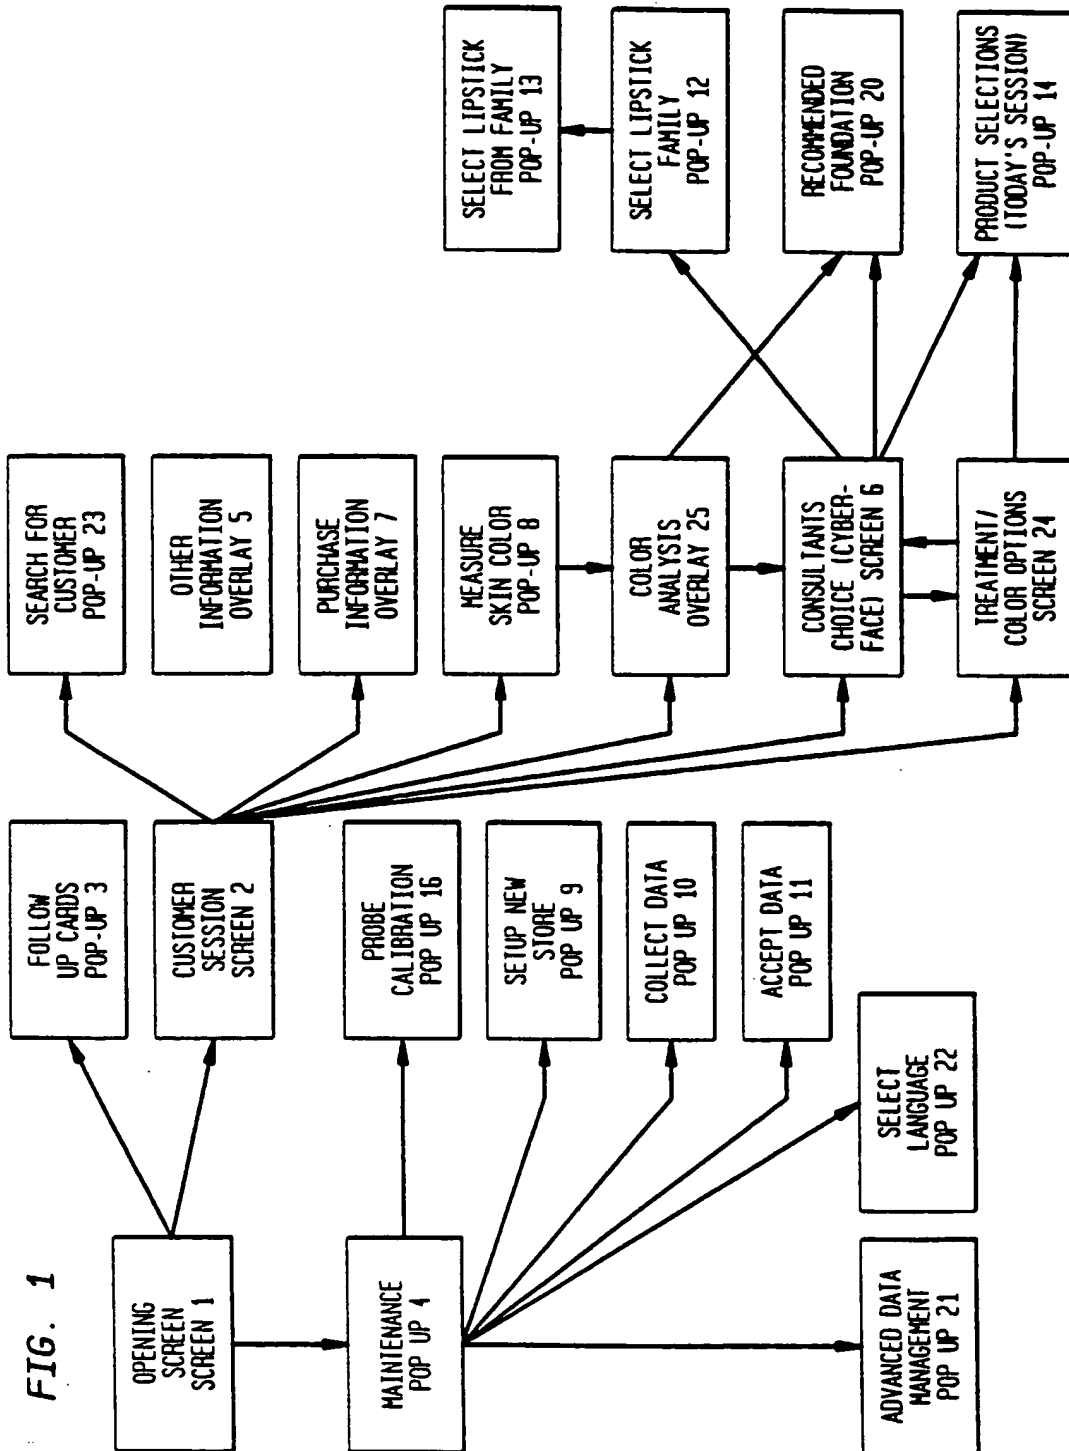 FIG. 1
OPENING
SCREEN
SCREEN 1
MAINTENANCE
POP UP 4
ADVANCED DATA
MANAGEMENT
POP UP 21
FOLLOW
UP CARDS
POP-UP 3
CUSTOMER
SESSION
SCREEN 2
PROBE
CALIBRATION
POP UP 16
SETUP NEW
STORE
POP UP 9
COLLECT DATA
POP UP 10
ACCEPT DATA
POP UP 11
SELECT
LANGUAGE
POP UP 22
SEARCH FOR
CUSTOMER
POP-UP 23
OTHER
INFORMATION
OVERLAY 5
PURCHASE
INFORMATION
OVERLAY 7
MEASURE
SKIN COLOR
POP-UP 8
COLOR
ANALYSIS
OVERLAY 25
CONSULTANTS
CHOICE (CYBER-
FACE) SCREEN 6
TREATMENT/
COLOR OPTIONS
SCREEN 24
SELECT LIPSTICK
FROM FAMILY
POP-UP 13
SELECT LIPSTICK
FAMILY
POP-UP 12
RECOMMENDED
FOUNDATION
POP-UP 20
PRODUCT SELECTIONS
(TODAY'S SESSION)
POP-UP 14